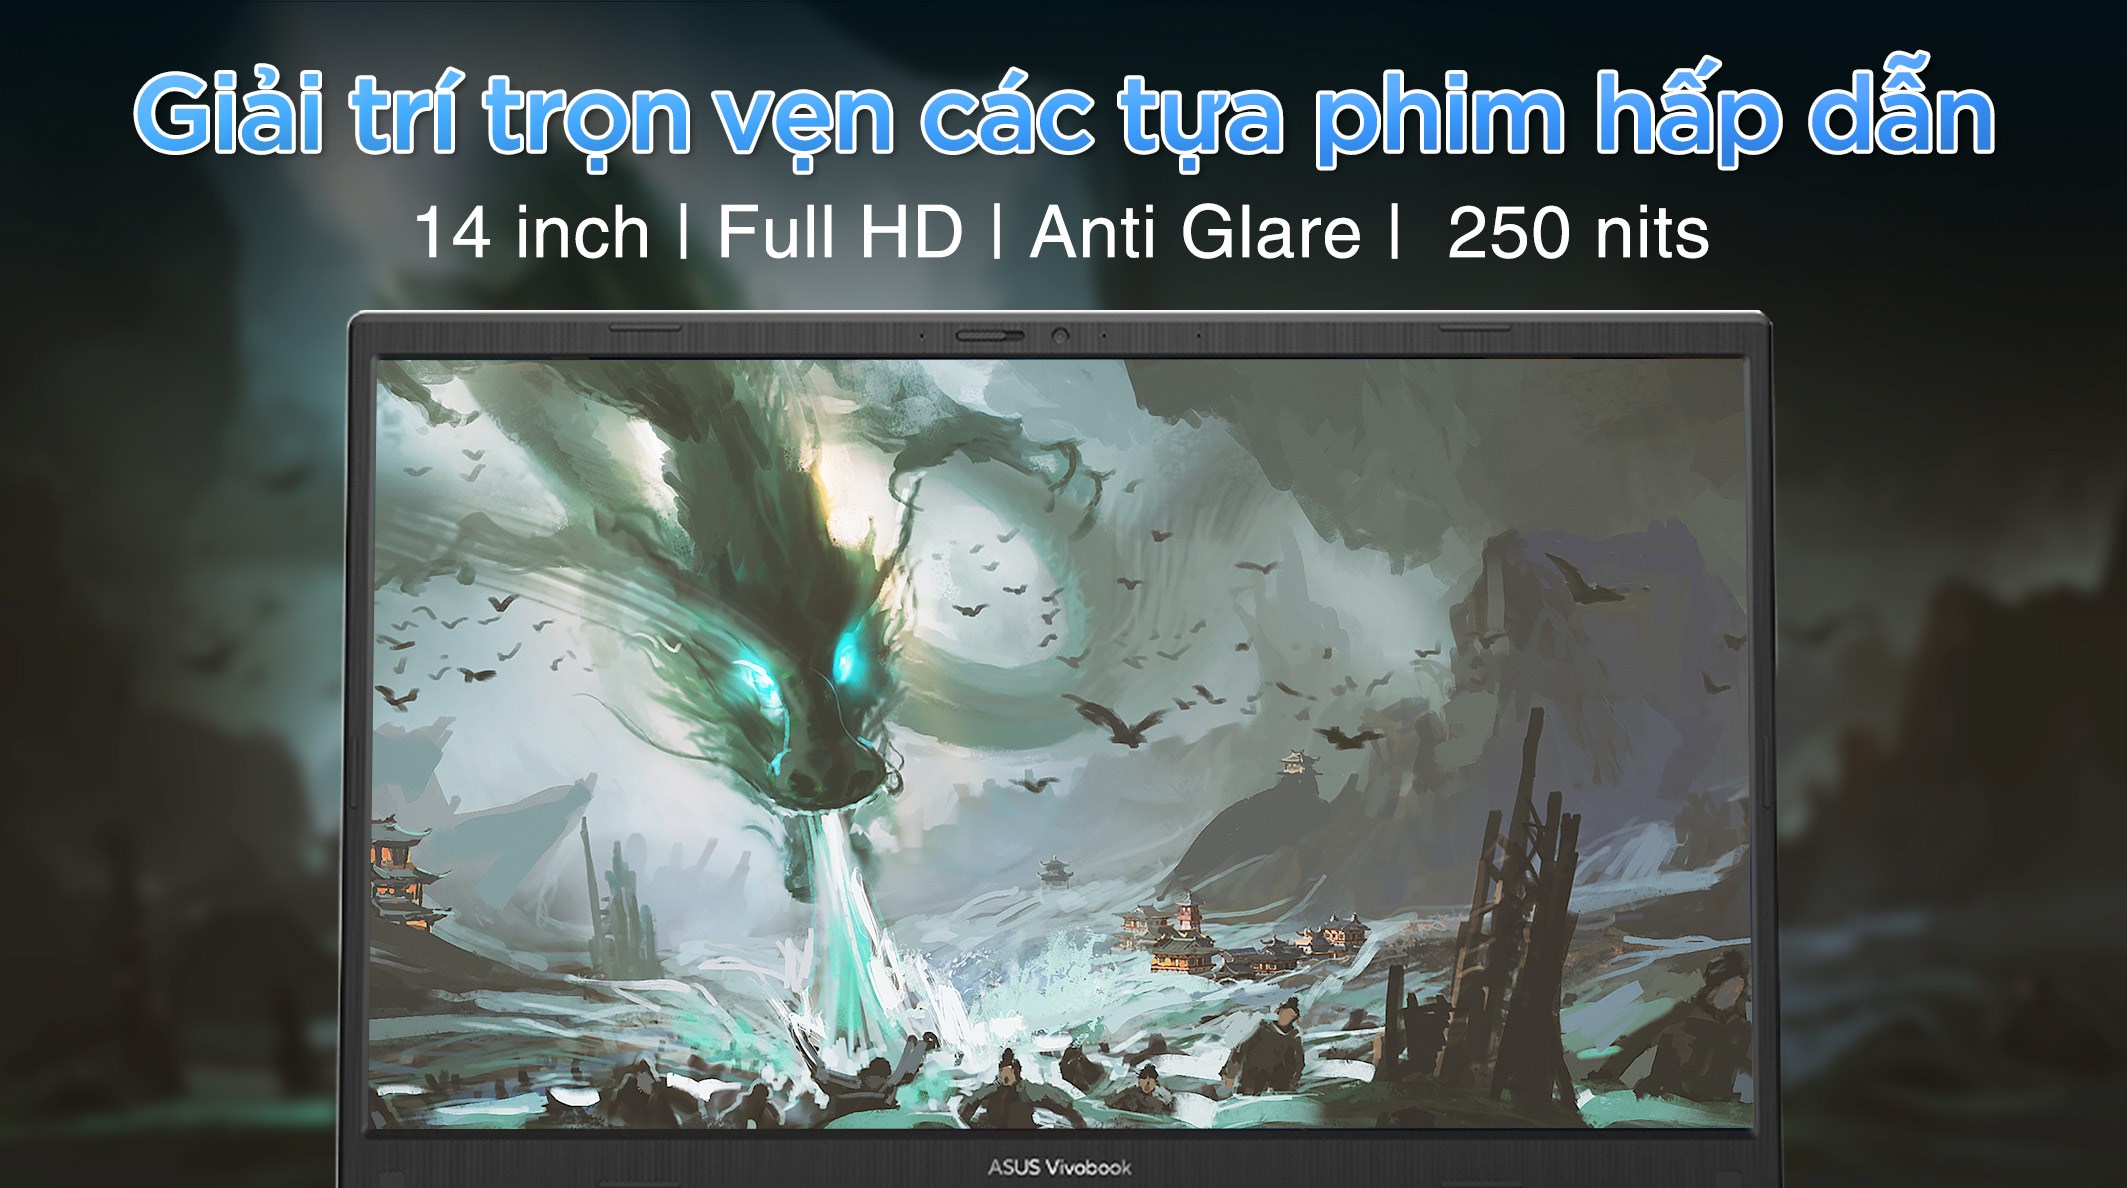 Giải trí trọn vẹn các tựa phim hấp dẫn
14 inch | Full HD | Anti Glare | 250 nits
ASUS Vivobook